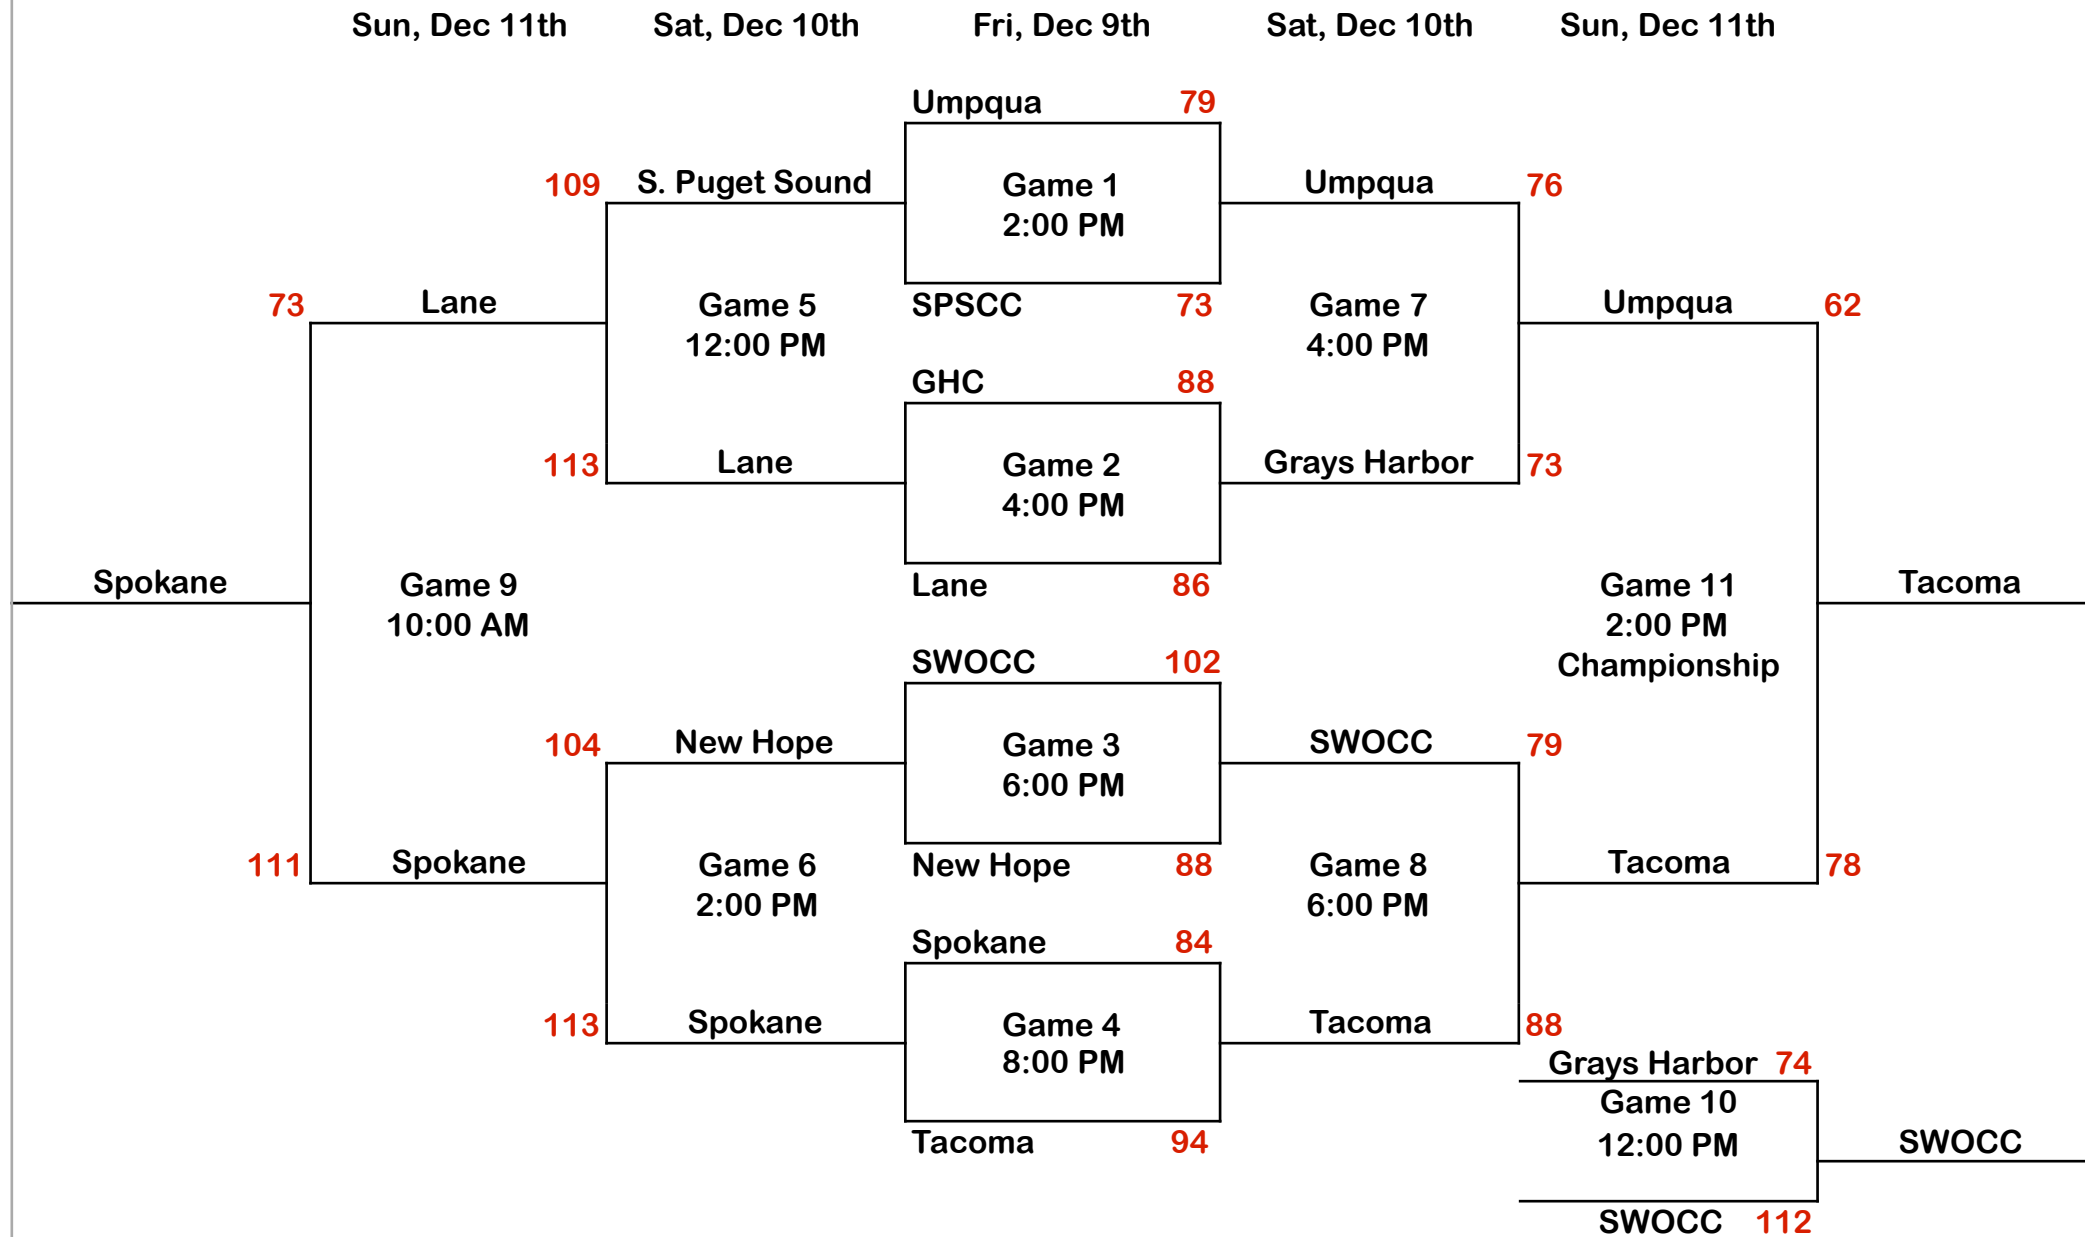 Sun, Dec 11th Sat, Dec 10th Fri, Dec 9th Sat, Dec 10th Sun, Dec 11th
Umpqua 79
109 S. Puget Sound Game 1 Umpqua 76
2:00 PM
73 Lane Game 5 SPSCC 73 Game 7 Umpqua 62
12:00 PM 4:00 PM
GHC 88
113 Lane Game 2 Grays Harbor 73
4:00 PM
Spokane Game 9 Lane 86 Game 11 Tacoma
10:00 AM 2:00 PM
SWOCC 102 Championship
104 New Hope Game 3 SWOCC 79
6:00 PM
111 Spokane Game 6 New Hope 88 Game 8 Tacoma 78
2:00 PM 6:00 PM
Spokane 84
113 Spokane Game 4 Tacoma 88
8:00 PM Grays Harbor 74
Game 10
Tacoma 94 12:00 PM SWOCC
SWOCC 112